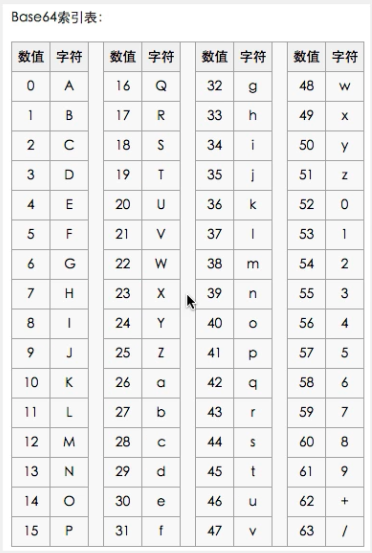 Base64索引表：
数值 字符 数值 字符 数值 字符 数值 字符
0 A 16 Q 32 g 48 w
1 B 17 R 33 h 49 x
2 C 18 S 34 i 50 y
3 D 19 T 35 j 51 z
4 E 20 U 36 k 52 0
5 F 21 V 37 l 53 1
6 G 22 W 38 m 54 2
7 H 23 X 39 n 55 3
8 I 24 Y 40 o 56 4
9 J 25 Z 41 p 57 5
10 K 26 a 42 q 58 6
11 L 27 b 43 r 59 7
12 M 28 c 44 s 60 8
13 N 29 d 45 t 61 9
14 O 30 e 46 u 62 +
15 P 31 f 47 v 63 /